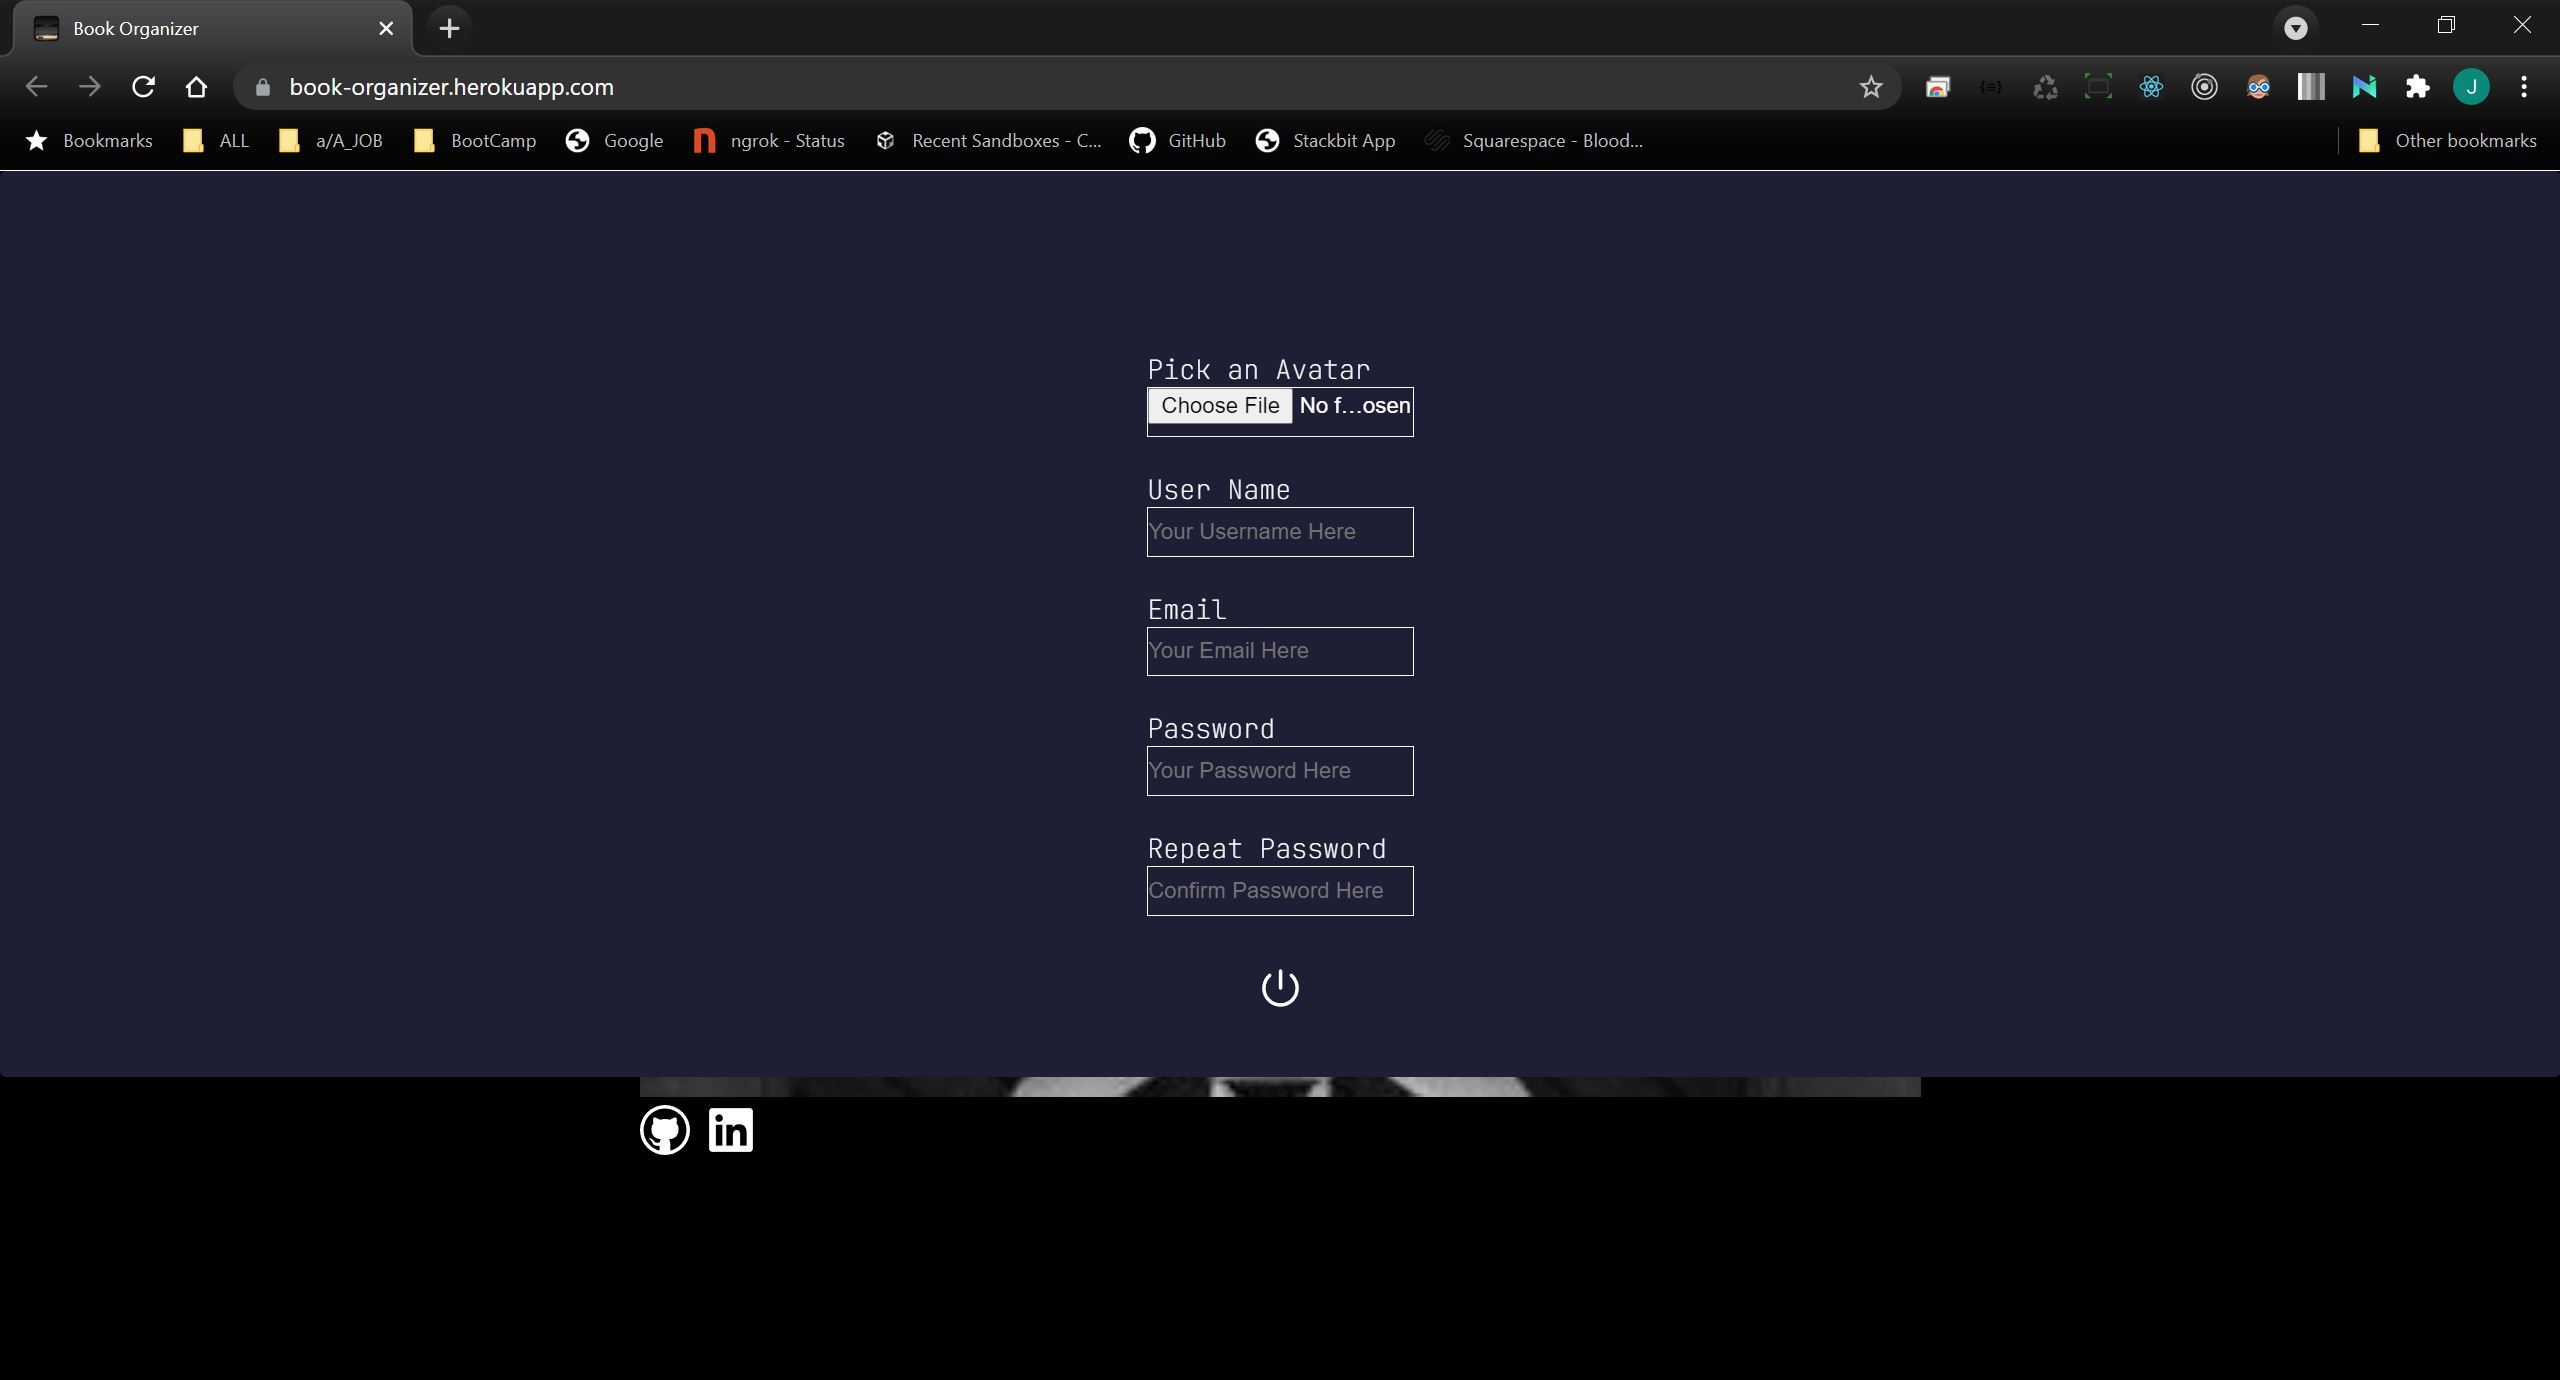 Book Organizer
book-organizer.herokuapp.com
{≡}
J
Bookmarks ALL a/A_JOB BootCamp Google ngrok - Status Recent Sandboxes - C... GitHub Stackbit App Squarespace - Blood... Other bookmarks
Pick an Avatar
Choose File No f...osen
User Name
Your Username Here
Email
Your Email Here
Password
Your Password Here
Repeat Password
Confirm Password Here
in